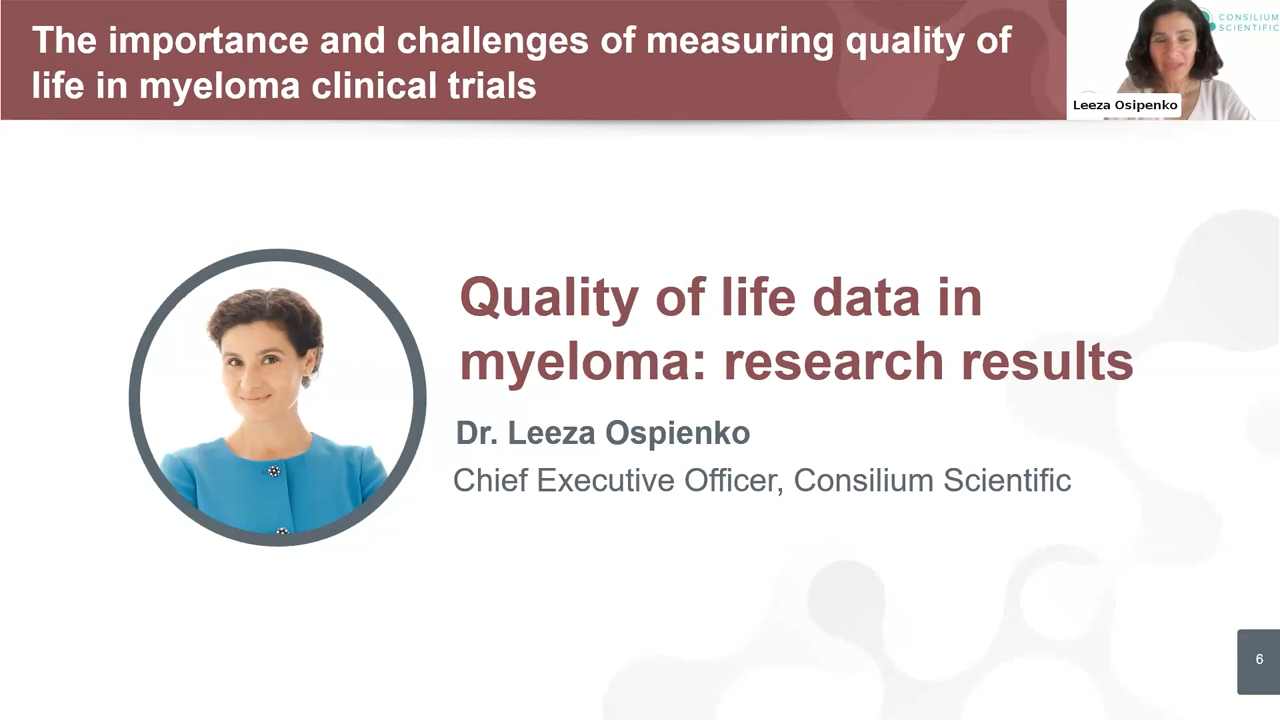 The importance and challenges of measuring quality of
life in myeloma clinical trials
CONSILIUM
SCIENTIFIC
Leeza Osipenko
Quality of life data in
myeloma: research results
Dr. Leeza Ospienko
Chief Executive Officer, Consilium Scientific
6